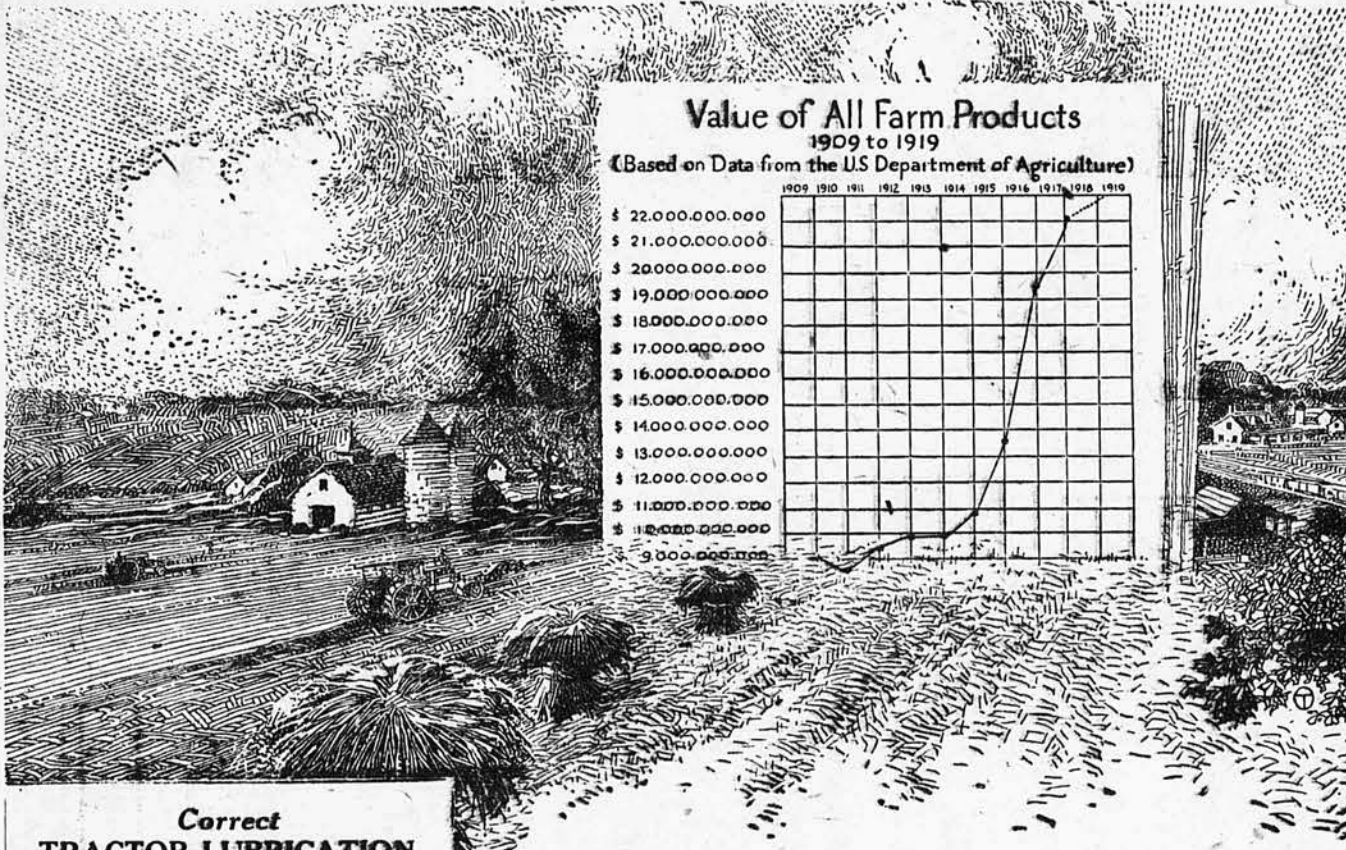 Value of All Farm Products
1909 to 1919
(Based on Data from the U.S Department of Agriculture)
1909 1910 1911 1912 1913 1914 1915 1916 1917 1918 1919
$ 22.000.000.000
$ 21.000.000.000
$ 20.000.000.000
$ 19.000.000.000
$ 18.000.000.000
$ 17.000.000.000
$ 16.000.000.000
$ 15.000.000.000
$ 14.000.000.000
$ 13.000.000.000
$ 12.000.000.000
$ 11.000.000.000
$ 10.000.000.000
$ 9.000.000.000
Correct
TRACTOR LUBRICATION